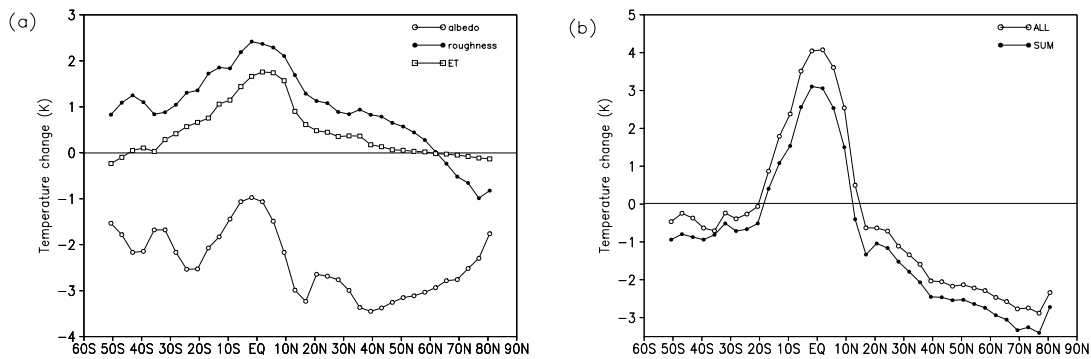 (a)
Temperature change (K)
3
2
1
0
−1
−2
−3
−4
60S 50S 40S 30S 20S 10S EQ 10N 20N 30N 40N 50N 60N 70N 80N 90N
albedo
roughness
ET
(b)
Temperature change (K)
5
4
3
2
1
0
−1
−2
−3
60S 50S 40S 30S 20S 10S EQ 10N 20N 30N 40N 50N 60N 70N 80N 90N
ALL
SUM